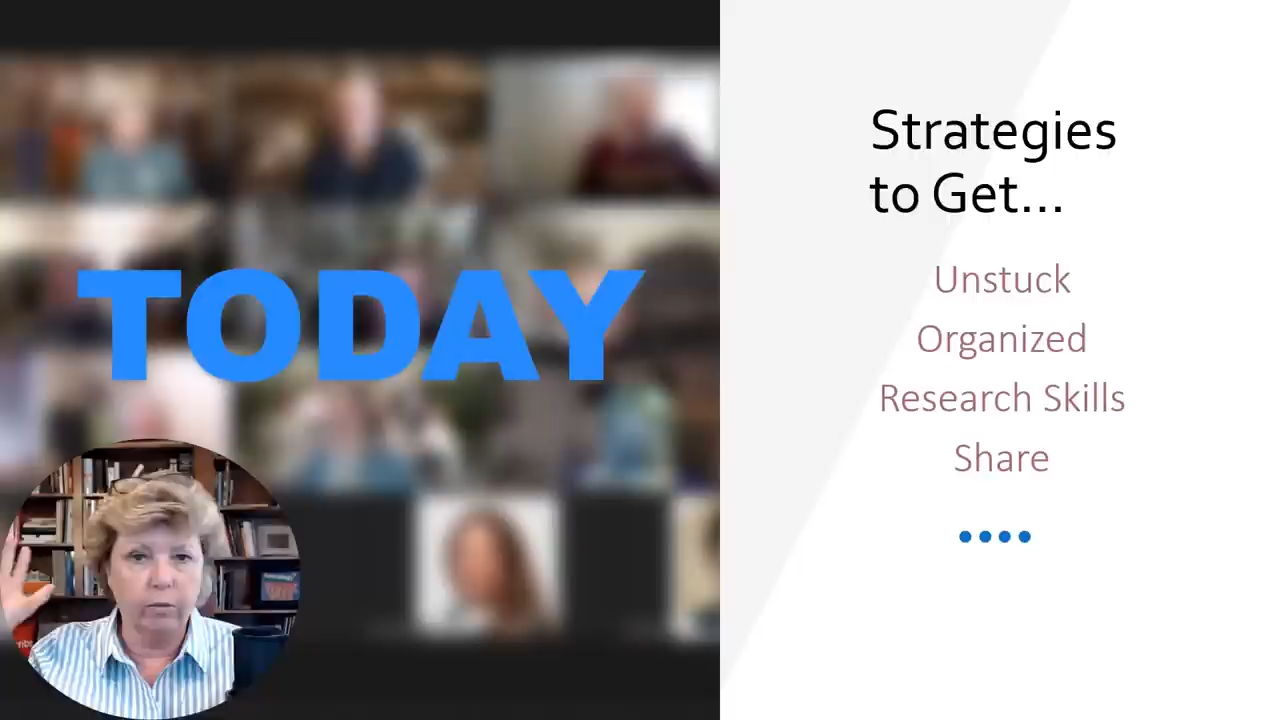 TODAY
Strategies
to Get...
Unstuck
Organized
Research Skills
Share